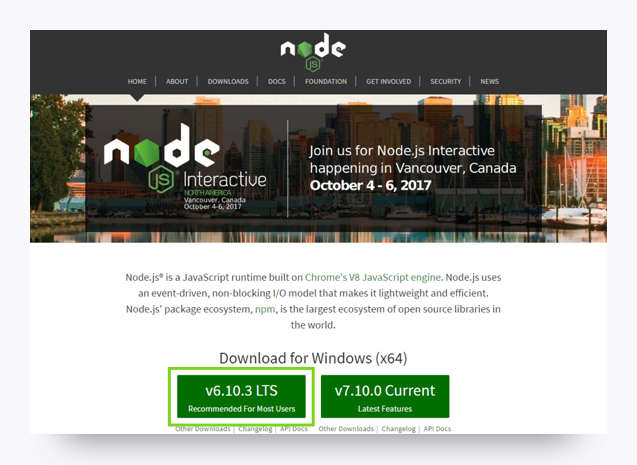 node
JS
HOME | ABOUT | DOWNLOADS | DOCS | FOUNDATION | GET INVOLVED | SECURITY | NEWS
node
JS Interactive
NORTH AMERICA
Vancouver, Canada
October 4-6, 2017
Join us for Node.js Interactive
happening in Vancouver, Canada
October 4 - 6, 2017
Node.js® is a JavaScript runtime built on Chrome's V8 JavaScript engine. Node.js uses
an event-driven, non-blocking I/O model that makes it lightweight and efficient.
Node.js' package ecosystem, npm, is the largest ecosystem of open source libraries in
the world.
Download for Windows (x64)
v6.10.3 LTS
Recommended For Most Users
v7.10.0 Current
Latest Features
Other Downloads | Changelog | API Docs
Other Downloads | Changelog | API Docs